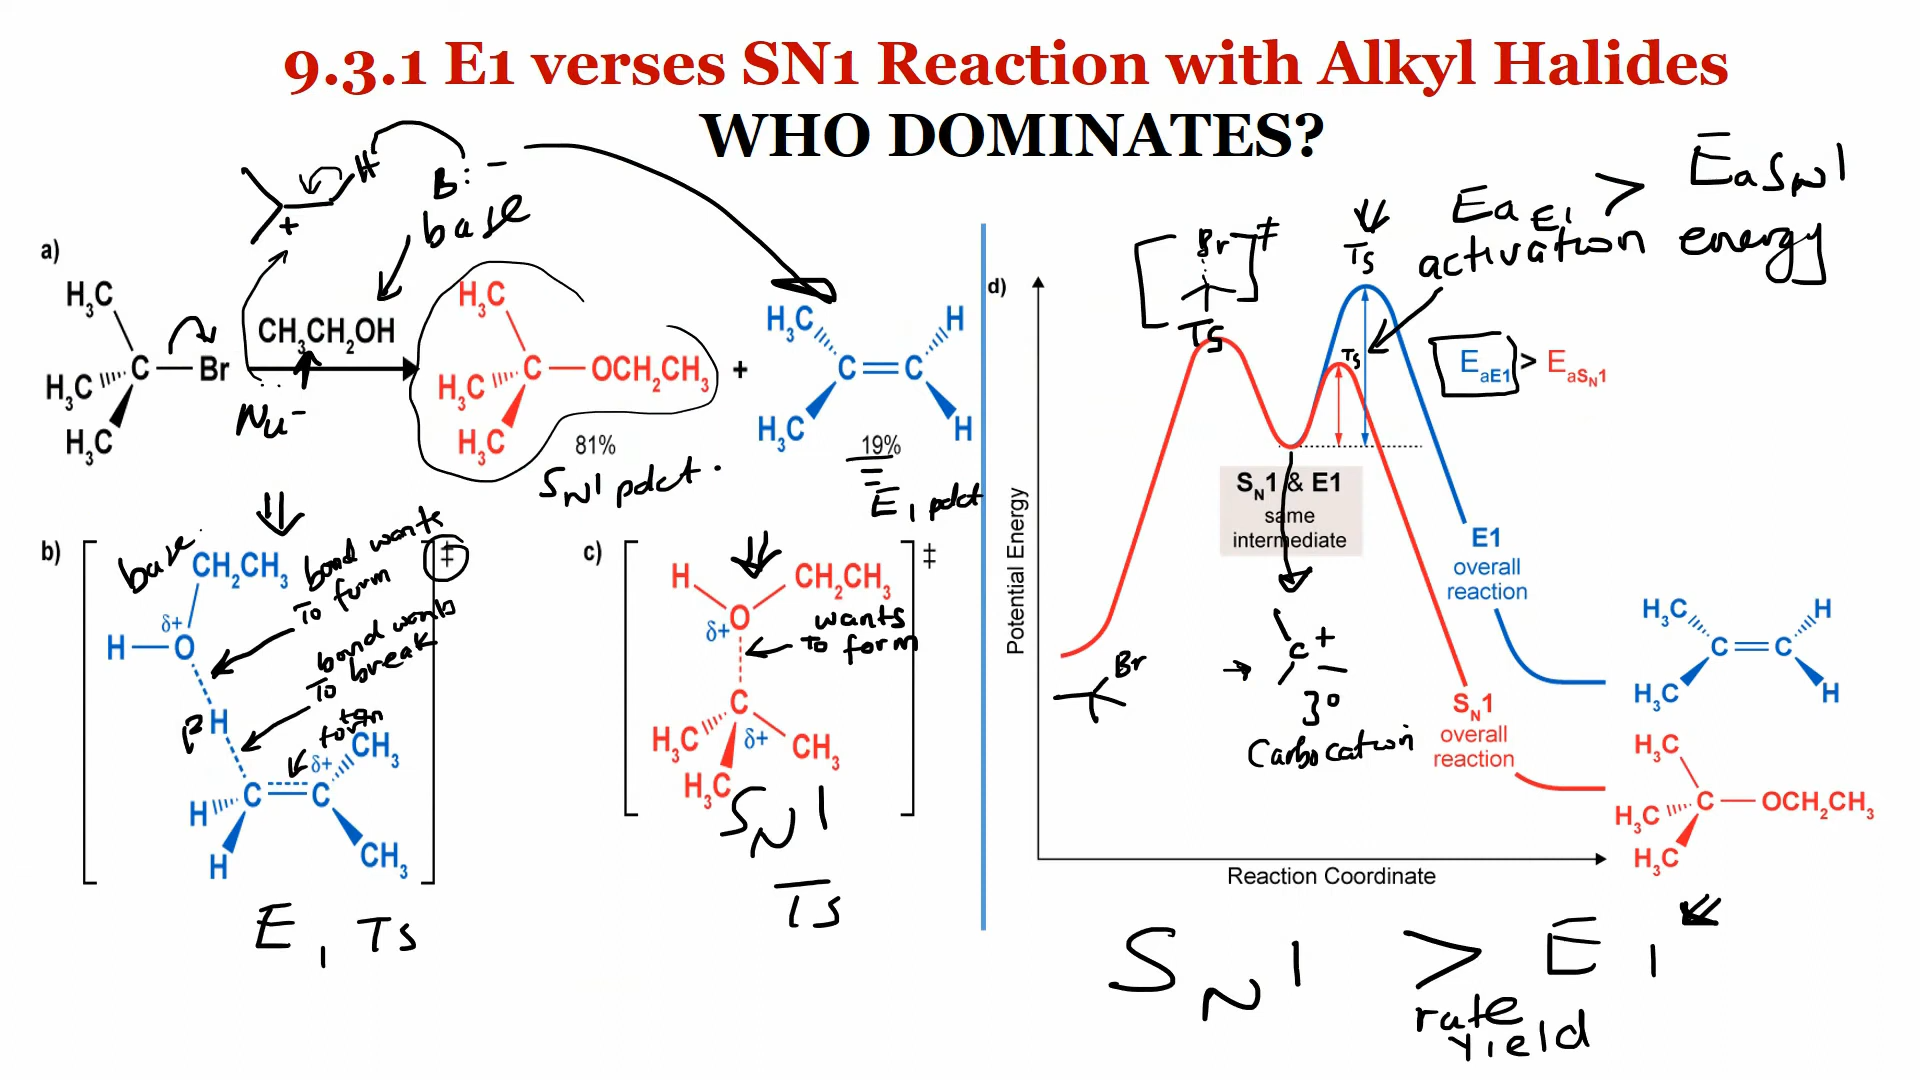 9.3.1 E1 verses SN1 Reaction with Alkyl Halides
WHO DOMINATES?
H
B:-
base
+
a)
H₃C
H₃C
C
Br
H₃C
CH₃CH₂OH
Nu-
H₃C
H₃C
C
OCH₂CH₃
H₃C
81%
SN1 pdct.
+
H₃C
H
C
C
H₃C
H
19%
E1 pdct
b)
base
CH₂CH₃
δ+
H
O
bond wants
To form
bond wants
To break
β
H
to form
δ+
CH₃
H
C
C
H
CH₃
‡
E1 Ts
c)
H
CH₂CH₃
O
δ+
wants
To form
C
δ+
H₃C
CH₃
H₃C
‡
SN1
Ts
d)
Br
‡
Ts
Ts
EaE1 > EaSN1
activation energy
Ts
EaE1 > EaSN1
SN1 & E1
same
intermediate
C
+
3°
Carbocation
Br
Potential Energy
Reaction Coordinate
E1
overall
reaction
SN1
overall
reaction
H₃C
H
C
C
H₃C
H
H₃C
H₃C
C
OCH₂CH₃
H₃C
SN1 > E1
rate
Yield